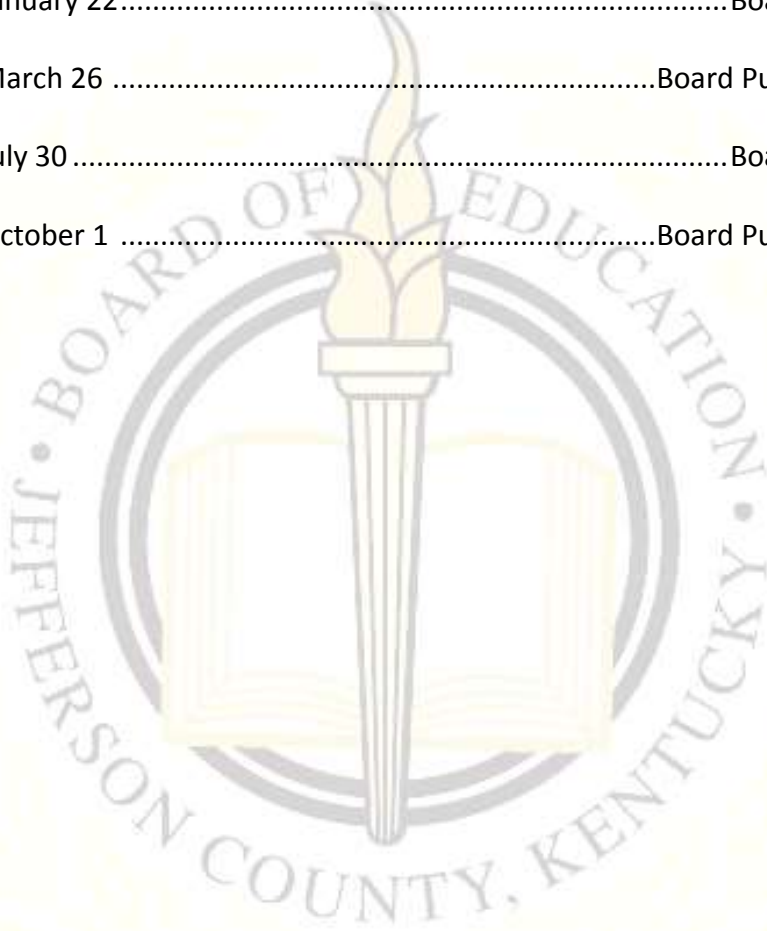 anuary 22..........................................................................Boa
March 26 ..................................................................Board Pu
uly 30 ................................................................................Boa
ctober 1 ..................................................................Board Pu
BOARD OF EDUCATION •
JEFFERSON COUNTY, KENTUCKY •